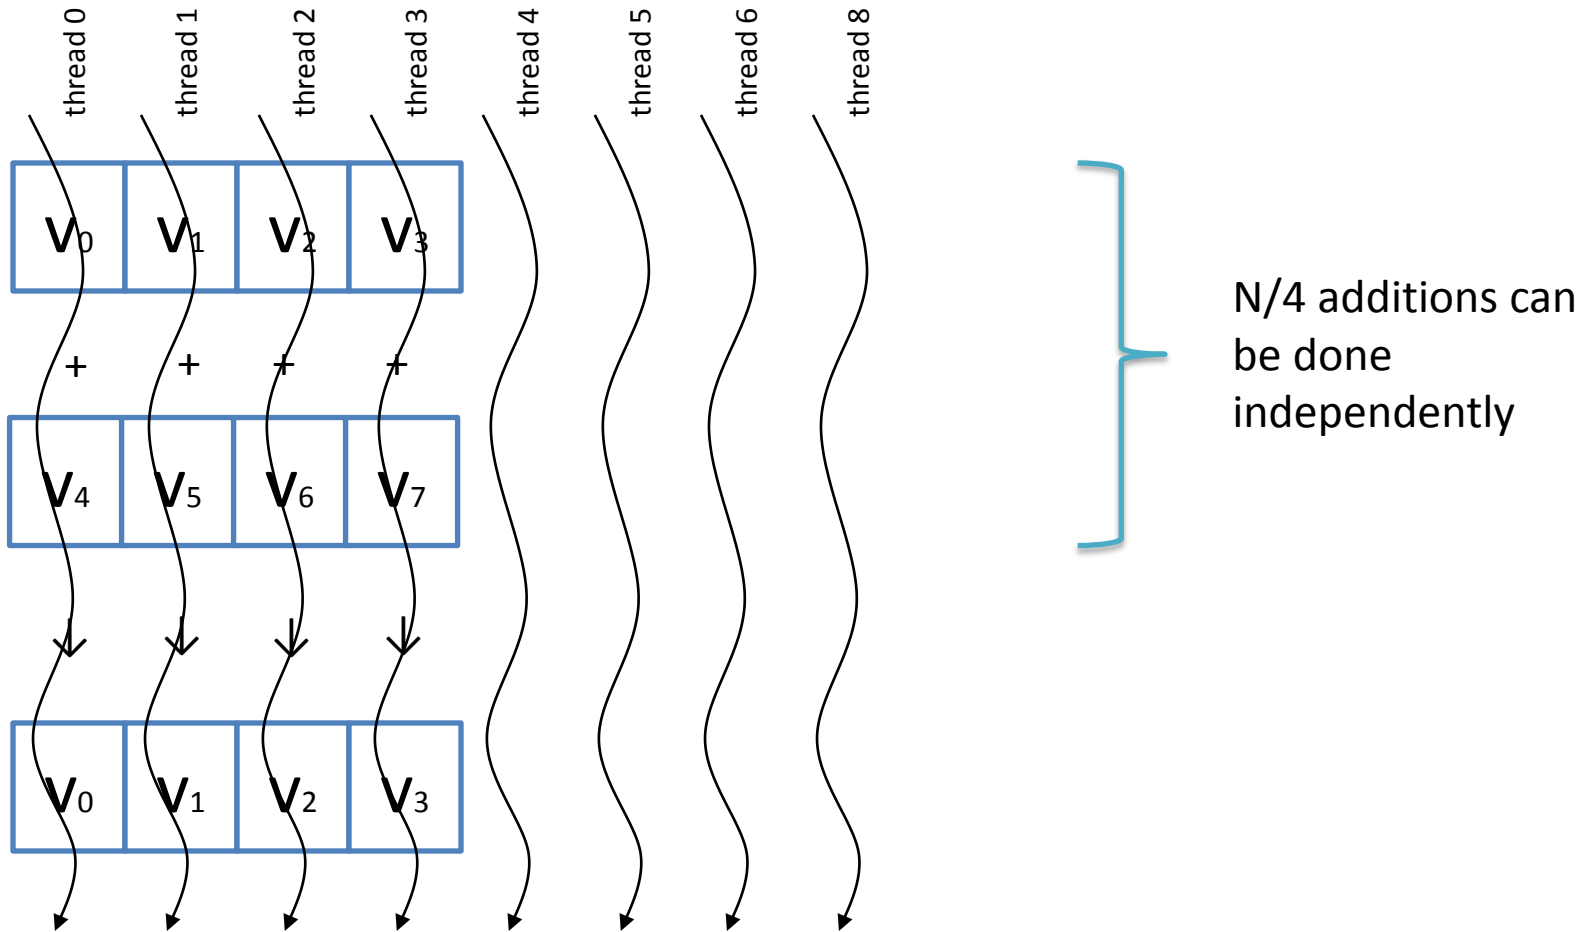 thread 0
thread 1
thread 2
thread 3
thread 4
thread 5
thread 6
thread 8
V0 V1 V2 V3
+ + + +
V4 V5 V6 V7
V0 V1 V2 V3
N/4 additions can
be done
independently